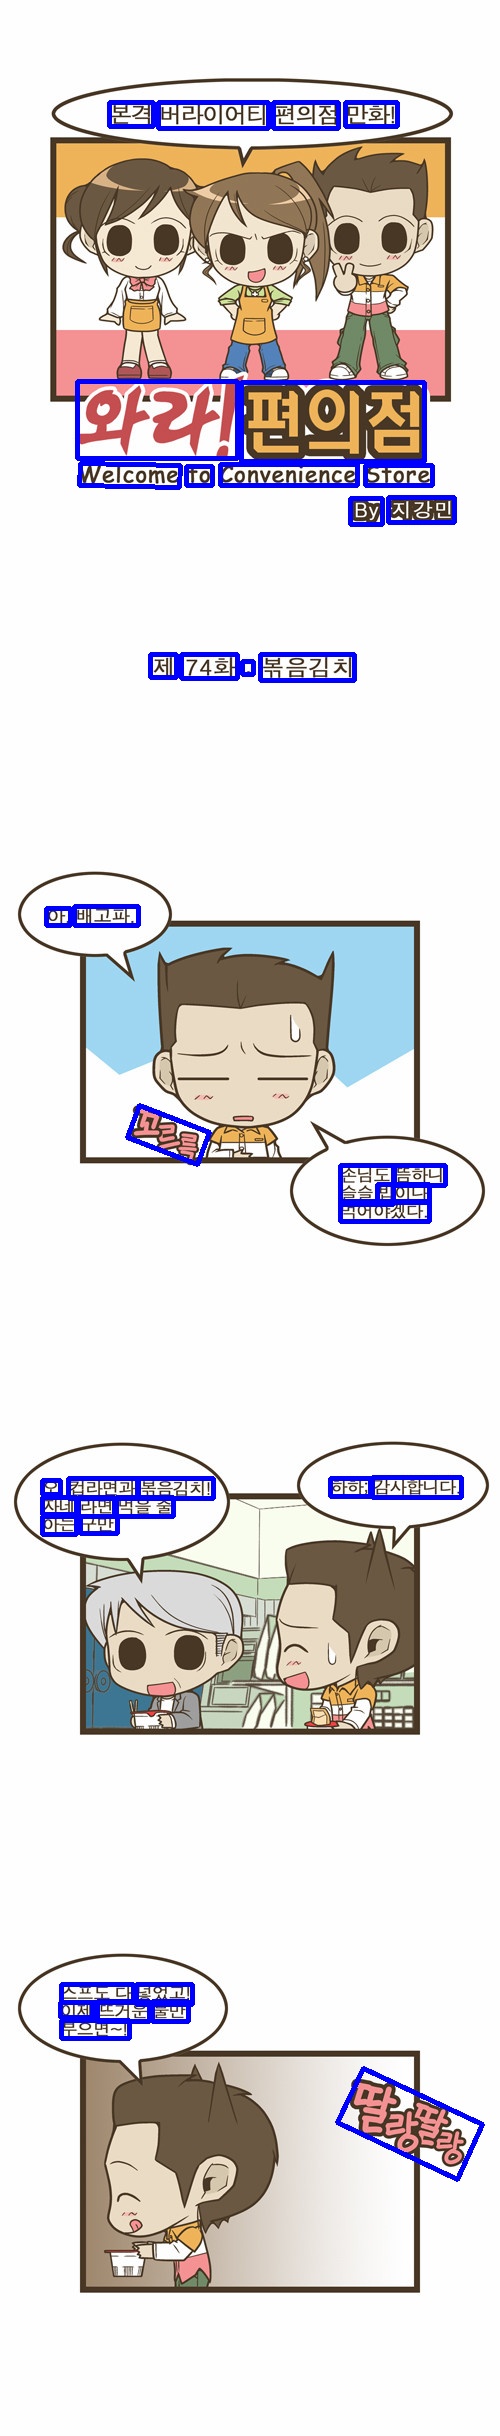 본격 버라이어티 편의점 만화!
와라! 편의점
Welcome to Convenience Store
By 지강민
제 74화. 볶음김치
아, 배고파.
꼬르륵
손님도 뜸하니
슬슬 밥이나
먹어야겠다.
오, 컵라면과 볶음김치!
자네 라면 먹을 줄
아는 구만
하하, 감사합니다.
스프도 다 넣었고!
이제 뜨거운 물만
부으면~!
딸랑딸랑